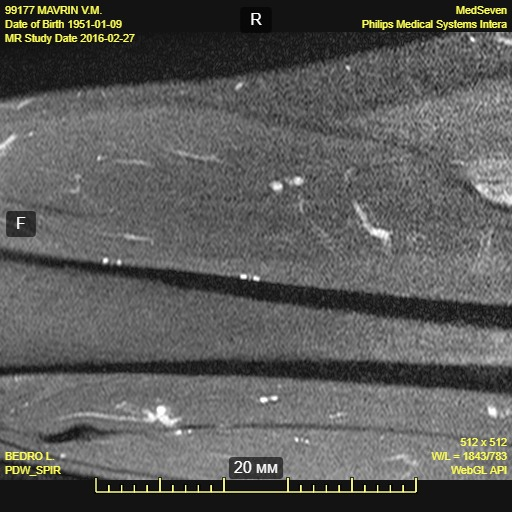 99177 MAVRIN V.M.
Date of Birth 1951-01-09
MR Study Date 2016-02-27
R
MedSeven
Philips Medical Systems Intera
F
BEDRO L.
PDW_SPIR
20 мм
512 x 512
W/L = 1843/783
WebGL API